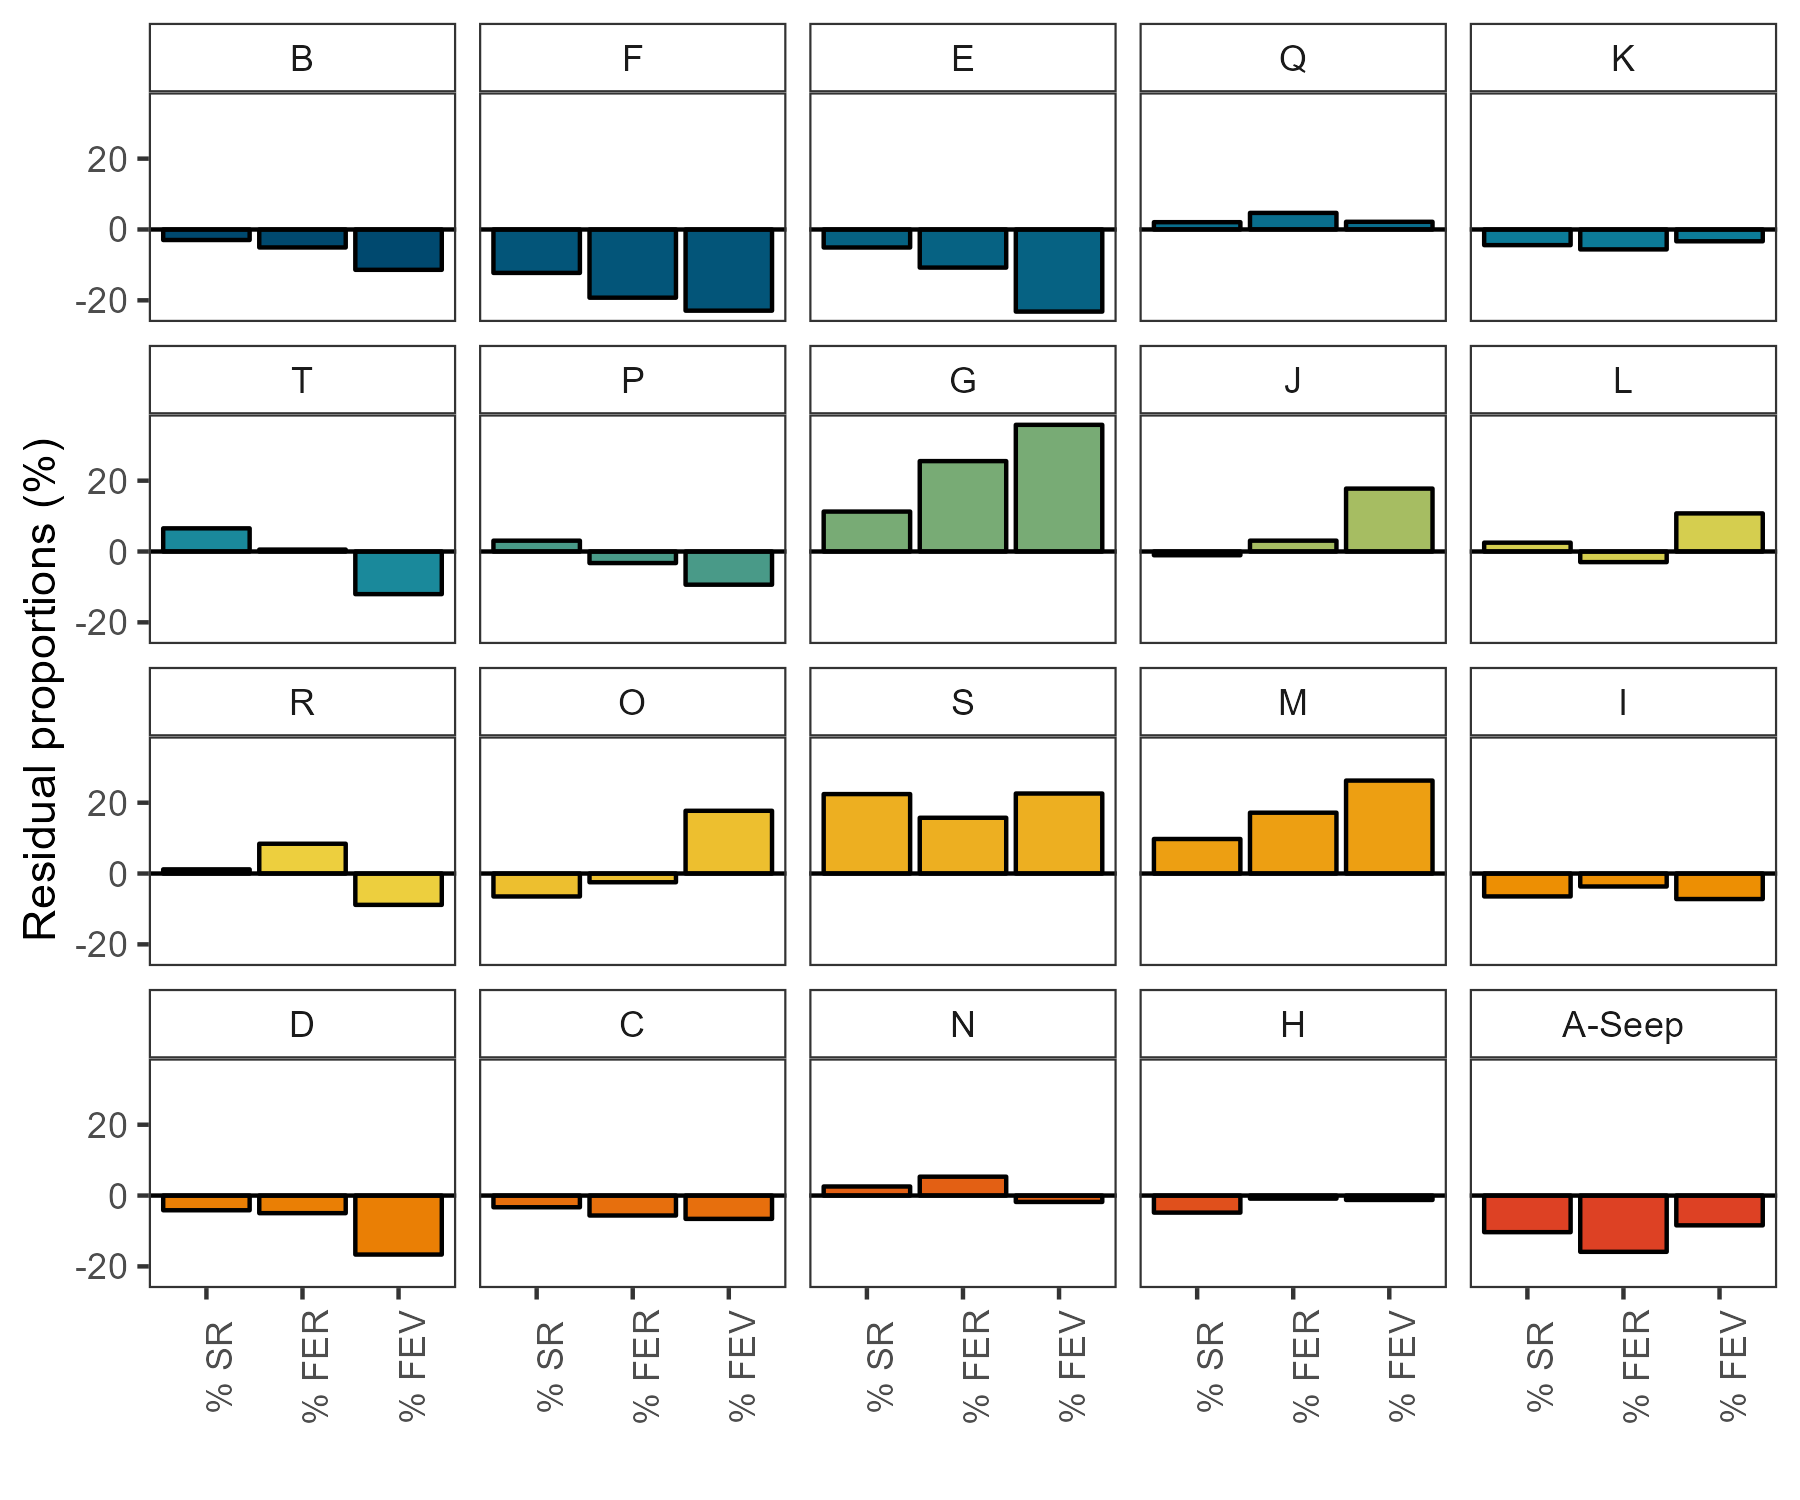 B F E Q K
20
0
-20
T P G J L
20
0
-20
R O S M I
20
0
-20
D C N H A-Seep
20
0
-20
% SR % FER % FEV % SR % FER % FEV % SR % FER % FEV % SR % FER % FEV % SR % FER % FEV
Residual proportions (%)